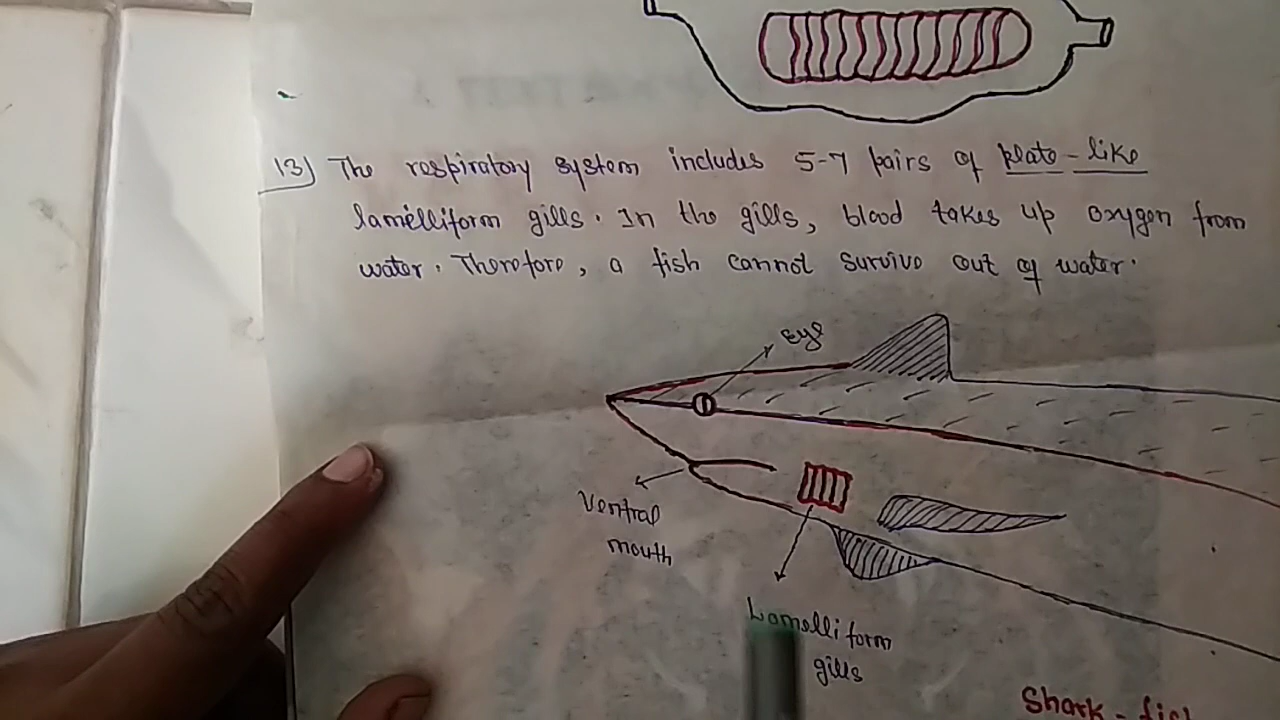 13) The respiratory system includes 5-7 pairs of plate-like
lamelliform gills. In the gills, blood takes up oxygen from
water. Therefore, a fish cannot survive out of water.
Eye
Ventral
mouth
Lamelliform
gills
Shark-